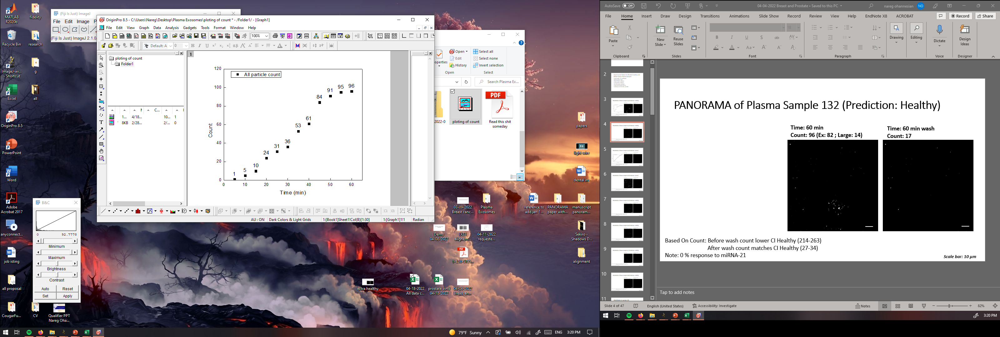 MATLAB
R2020b
fidelity
Recycle Bin
research
ImageJ-wi...
- Shortcut
g
Excel
all
OriginPro 8.5
PowerPoint
Word
Adobe
Acrobat 2017
anyconnect...
job isting
all proposal
CougarFu...
CV
Qualifier PPT
Nareg Oha...
(Fiji Is Just) ImageJ
File Edit Image
(Fiji Is Just) ImageJ 2.1.0
OriginPro 8.5 - C:\Users\Nareg\Desktop\Plasma Exosomes\ploting of count * - /Folder1/ - [Graph1]
File Edit View Graph Data Analysis Gadgets Tools Format Window Help
100%
Default: A
0
ploting of count
Folder1
1... 4/18... 10... 1
8KB 2/28... 2/... 0
1
All particle count
120
100
80
60
40
20
0
Count
1
5
10
24
31
36
53
61
84
91
95
96
0 10 20 30 40 50 60
Time (min)
AU : ON Dark Colors & Light Grids 1:[Book1]Sheet1!Col(B)[1:30] 1:[Graph1]1!1 Radian
B&C
0 92.7778
Minimum
Maximum
Brightness
Contrast
Auto Reset
Set Apply
operties
Open
Edit
History
Open
Select all
Select none
Invert selection
Select
Search Plasma Ex...
2022-0
ploting of count
PDF
Read this shit
someday
papers
light wire
dental ins
03-09-2022
Breast canc...
Plasma
Exosomes
reference to
add jan-1...
PANORAMA
paper with...
manuscript
panoram...
Demo
04-08-2022
IX83
alignem...
04-11-2022
requeste...
Sekiro -
Shadows D...
PDF
1-s2.0-S155...
alignment
extra healthy
04-18-2022
All data c...
prostate bind
04-18-2022
04-04-2022
Breast an...
79°F Sunny
ENG
3:20 PM
AutoSave Off
04-04-2022 Breast and Prostate • Saved to this PC
nareg ohannesian
NO
File Home Insert Draw Design Transitions Animations Slide Show Record Review View Help EndNote X8 ACROBAT
Record
Share
Paste
Clipboard
New
Slide
Reuse
Slides
Slides
18
Font
Paragraph
Drawing
Editing
Dictate
Voice
Design
Ideas
Designer
2
3
4
5
6
7
8
9
10
11
PANORAMA of Plasma Sample 132 (Prediction: Healthy)
Time: 60 min
Count: 96 (Ex: 82 ; Large: 14)
Time: 60 min wash
Count: 17
Based On Count: Before wash count lower CI Healthy (214-263)
After wash count matches CI Healthy (27-34)
Note: 0 % response to miRNA-21
Scale bar: 10 µm
Tap to add notes
Slide 4 of 47
English (United States)
Accessibility: Investigate
Notes
82%
3:20 PM